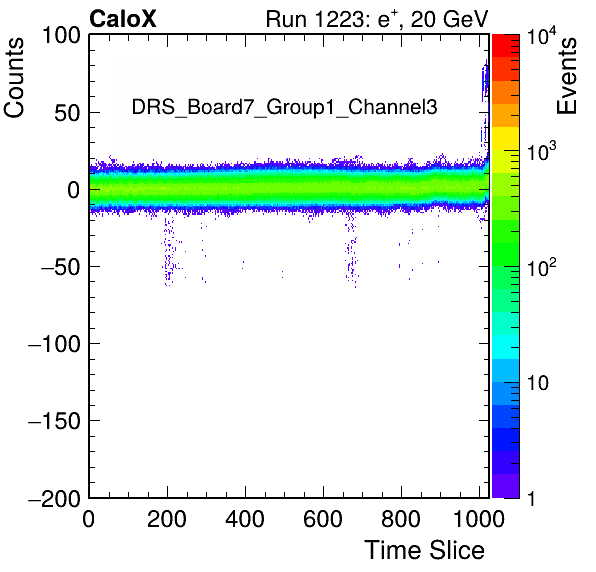 CaloX Run 1223: e⁺, 20 GeV
Counts
Events
DRS_Board7_Group1_Channel3
100
50
0
−50
−100
−150
−200
0 200 400 600 800 1000
Time Slice
10⁴
10³
10²
10
1